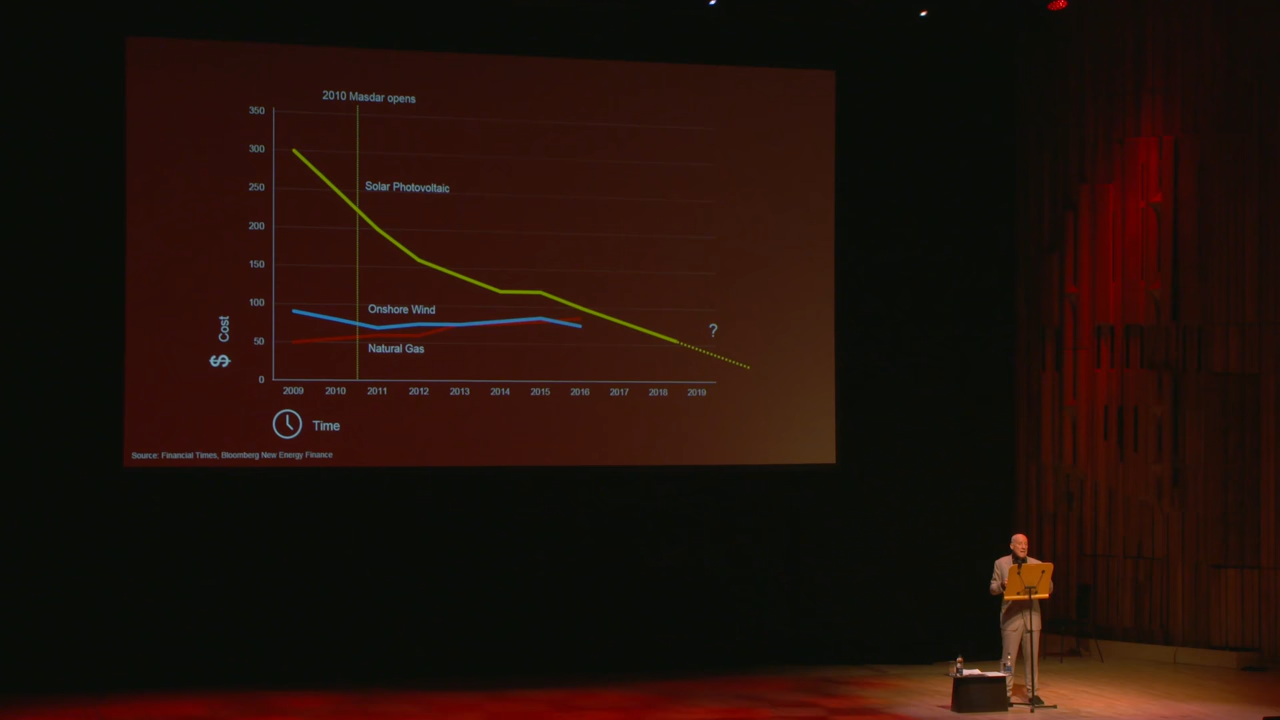 2010 Masdar opens
350
300
250
200
150
100
50
0
Solar Photovoltaic
Onshore Wind
Natural Gas
?
$ Cost
2009 2010 2011 2012 2013 2014 2015 2016 2017 2018 2019
Time
Source: Financial Times, Bloomberg New Energy Finance